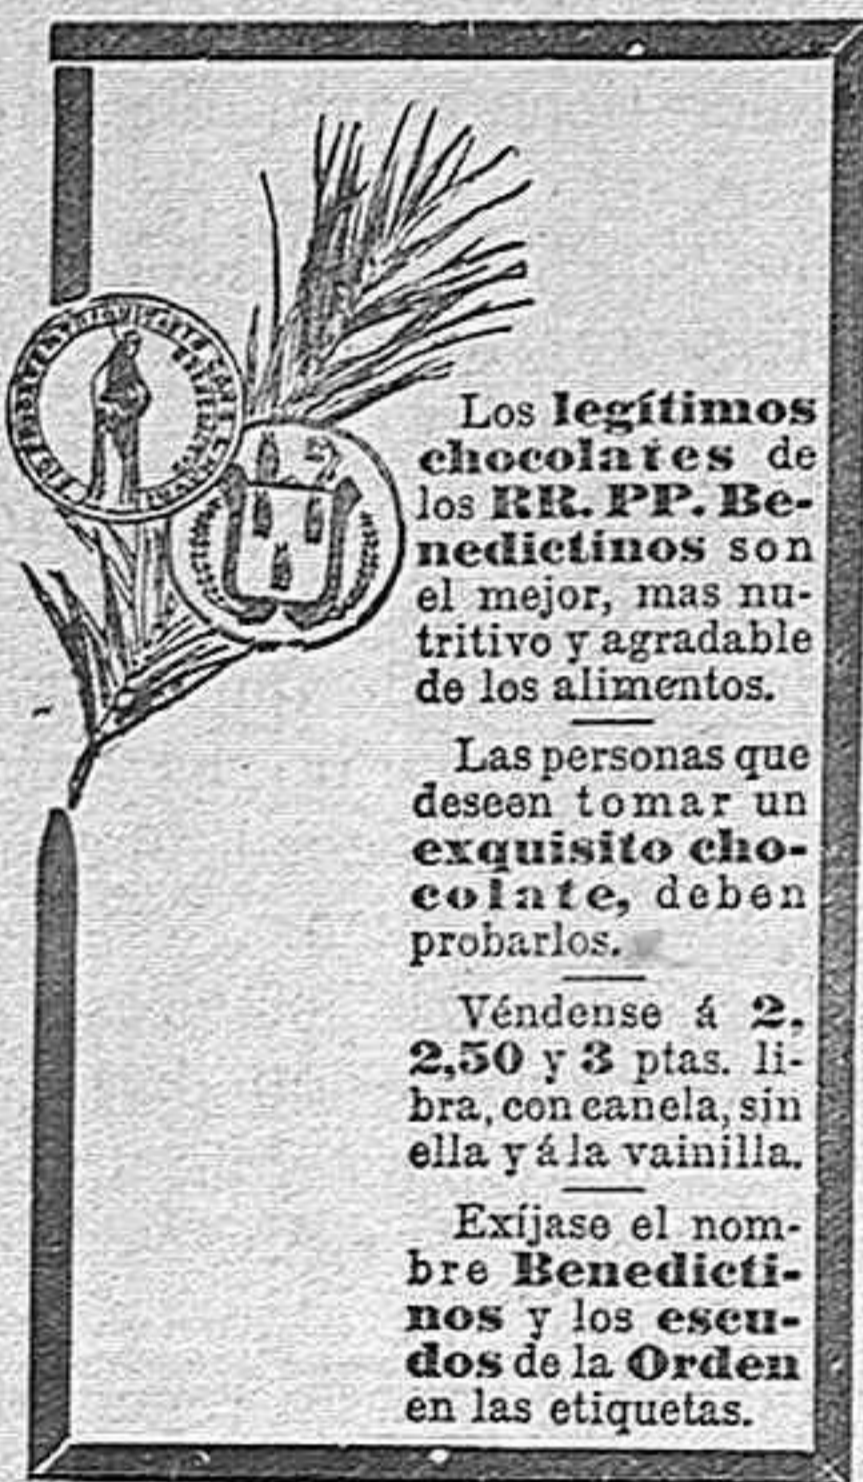 Los legítimos
chocolates de
los RR. PP. Be-
nedictinos son
el mejor, mas nu-
tritivo y agradable
de los alimentos.
Las personas que
deseen tomar un
exquisito cho-
colate, deben
probarlos.
Véndense á 2,
2,50 y 3 ptas. li-
bra, con canela, sin
ella y á la vainilla.
Exíjase el nom-
bre Benedicti-
nos y los escu-
dos de la Orden
en las etiquetas.